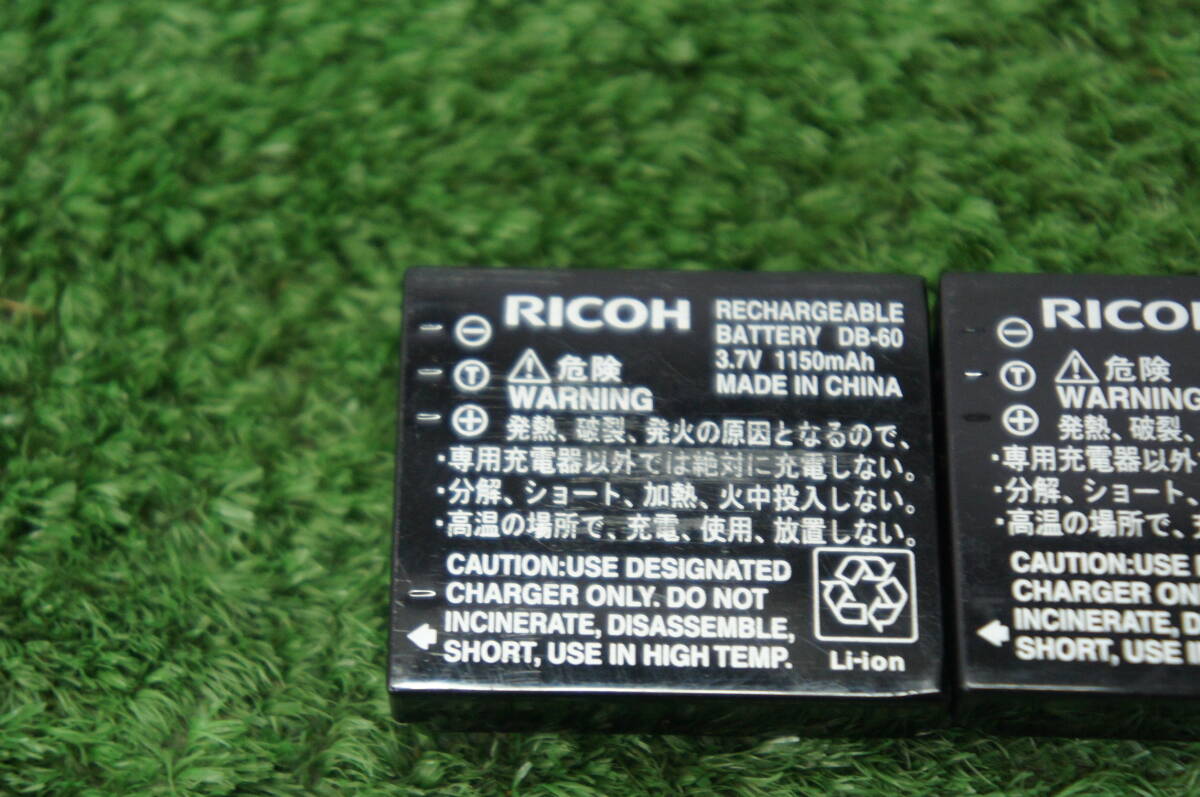 RICOH
RECHARGEABLE
BATTERY DB-60
3.7V 1150mAh
MADE IN CHINA
T
危険
WARNING
発熱、破裂、発火の原因となるので、
・専用充電器以外では絶対に充電しない。
・分解、ショート、加熱、火中投入しない。
・高温の場所で、充電、使用、放置しない。
CAUTION:USE DESIGNATED
CHARGER ONLY. DO NOT
INCINERATE, DISASSEMBLE,
SHORT, USE IN HIGH TEMP.
Li-ion
RICO
T
危険
WARNING
発熱、破裂、
・専用充電器以外
・分解、ショート、
・高温の場所で、
CAUTION:USE
CHARGER ON
INCINERATE, D
SHORT, USE I